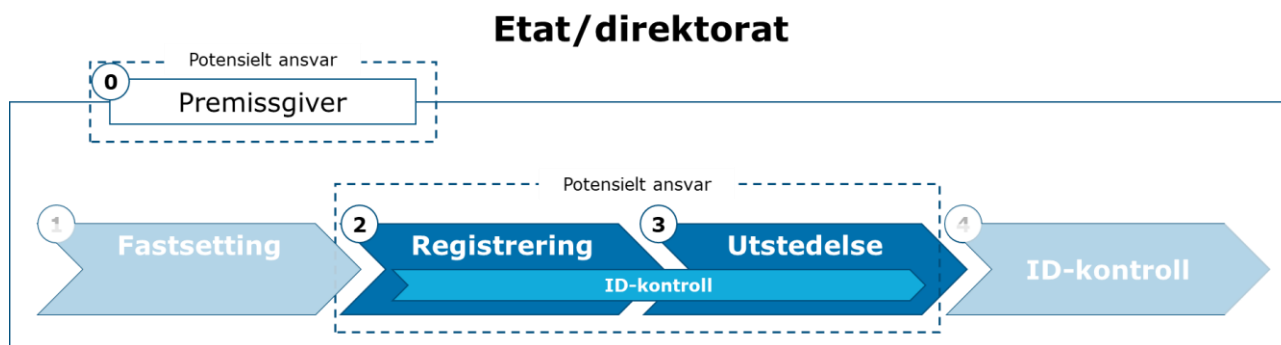 Etat/direktorat
Potensielt ansvar
0
Premissgiver
Potensielt ansvar
1
Fastsetting
2
Registrering
3
Utstedelse
ID-kontroll
4
ID-kontroll